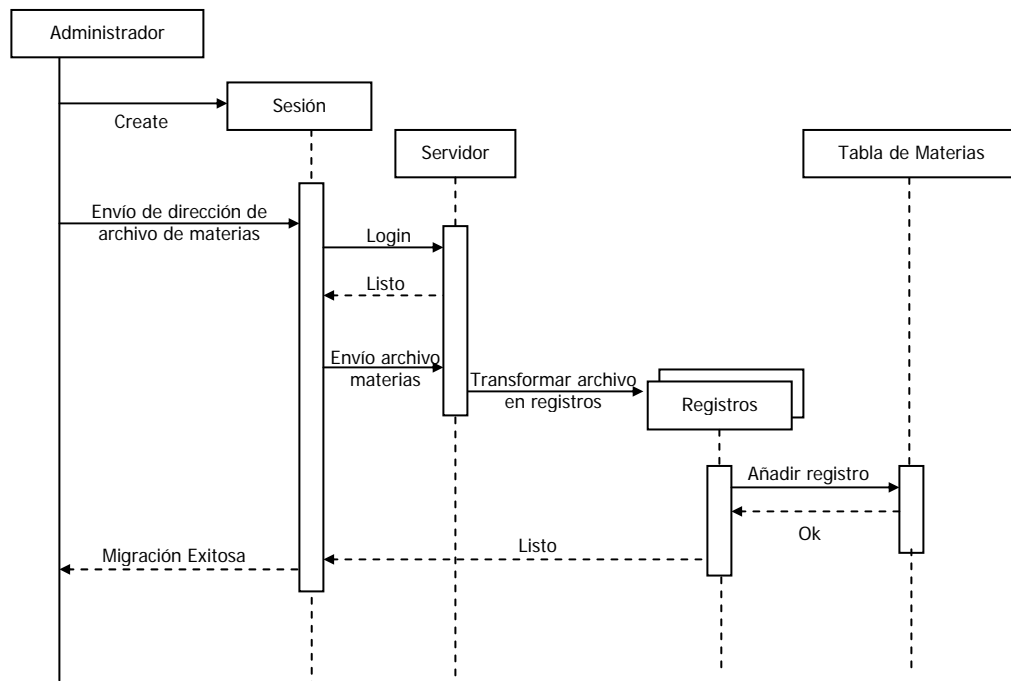 Administrador
Sesión
Create
Servidor
Tabla de Materias
Envío de dirección de
archivo de materias
Login
Listo
Envío archivo
materias
Transformar archivo
en registros
Registros
Añadir registro
Ok
Listo
Migración Exitosa